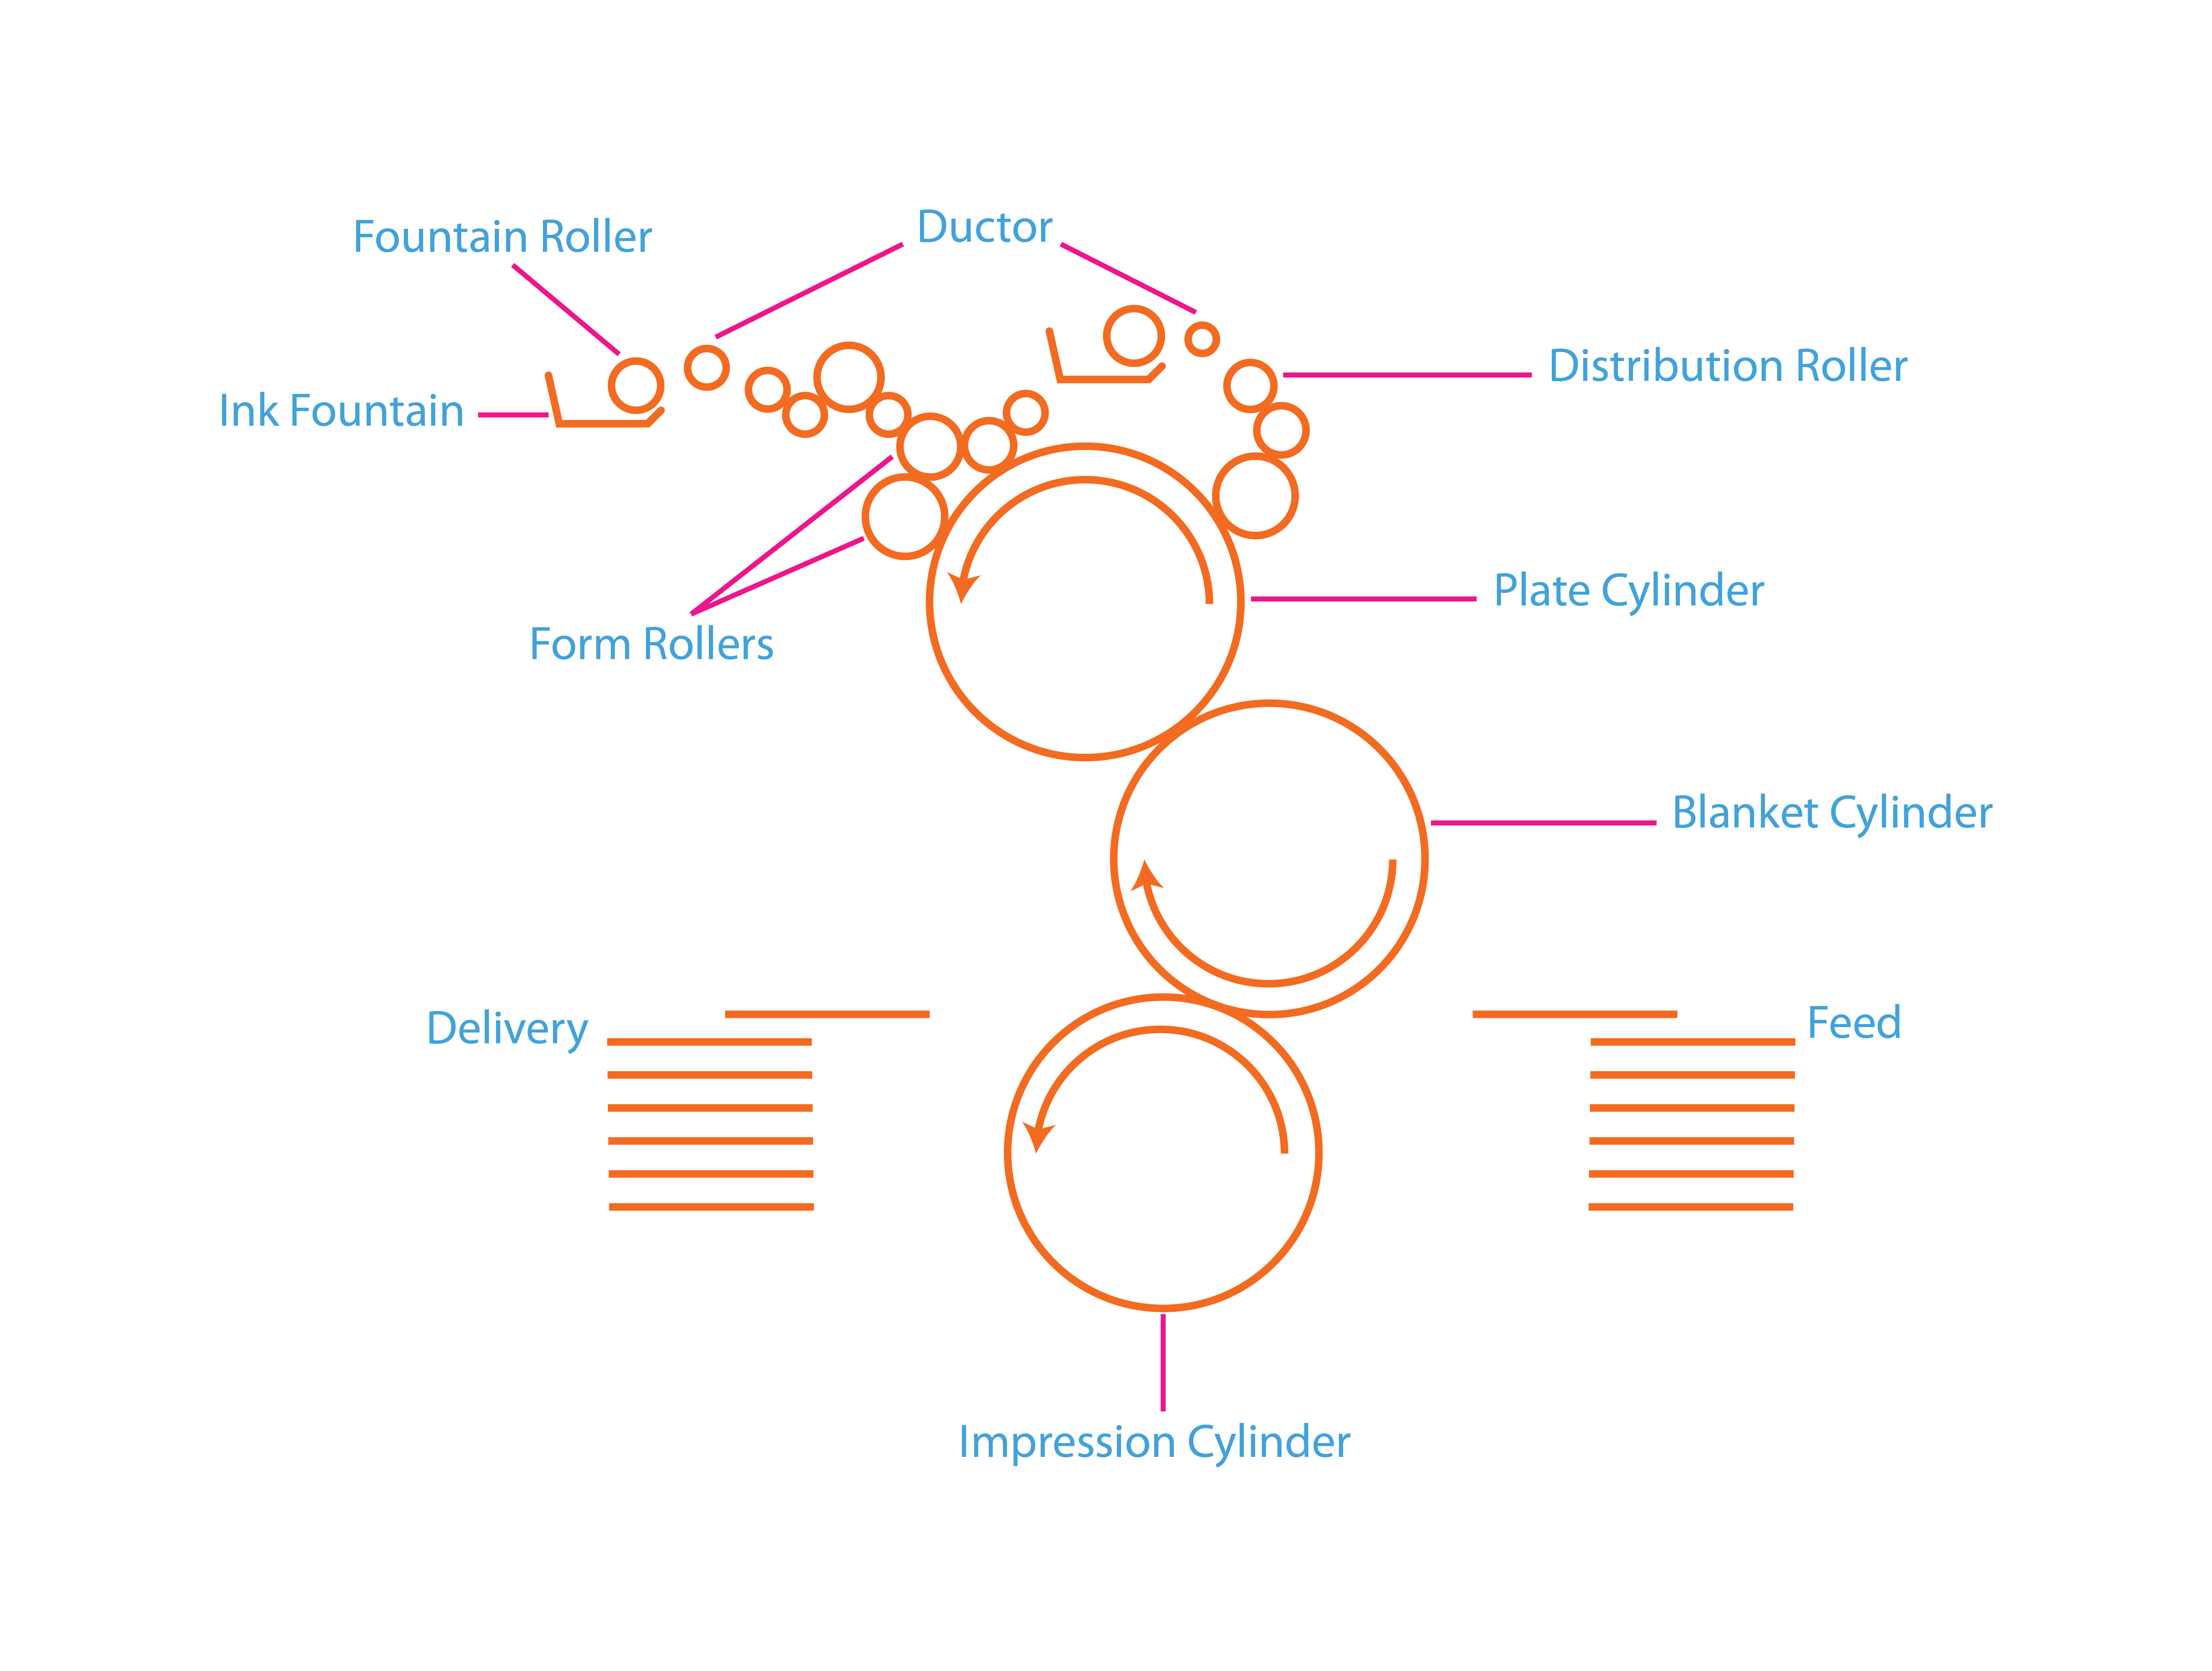 Fountain Roller
Ductor
Distribution Roller
Ink Fountain
Plate Cylinder
Form Rollers
Blanket Cylinder
Delivery
Feed
Impression Cylinder